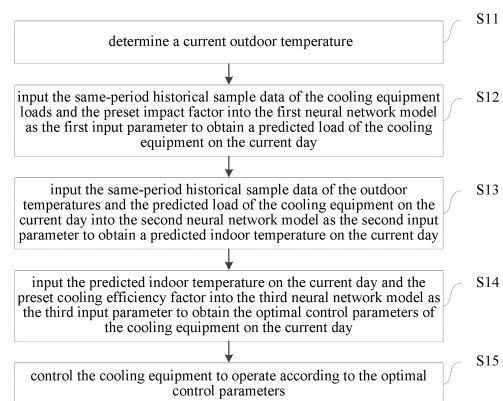 S11
determine a current outdoor temperature
S12
input the same-period historical sample data of the cooling equipment
loads and the preset impact factor into the first neural network model
as the first input parameter to obtain a predicted load of the cooling
equipment on the current day
S13
input the same-period historical sample data of the outdoor
temperatures and the predicted load of the cooling equipment on the
current day into the second neural network model as the second input
parameter to obtain a predicted indoor temperature on the current day
S14
input the predicted indoor temperature on the current day and the
preset cooling efficiency factor into the third neural network model as
the third input parameter to obtain the optimal control parameters of
the cooling equipment on the current day
S15
control the cooling equipment to operate according to the optimal
control parameters